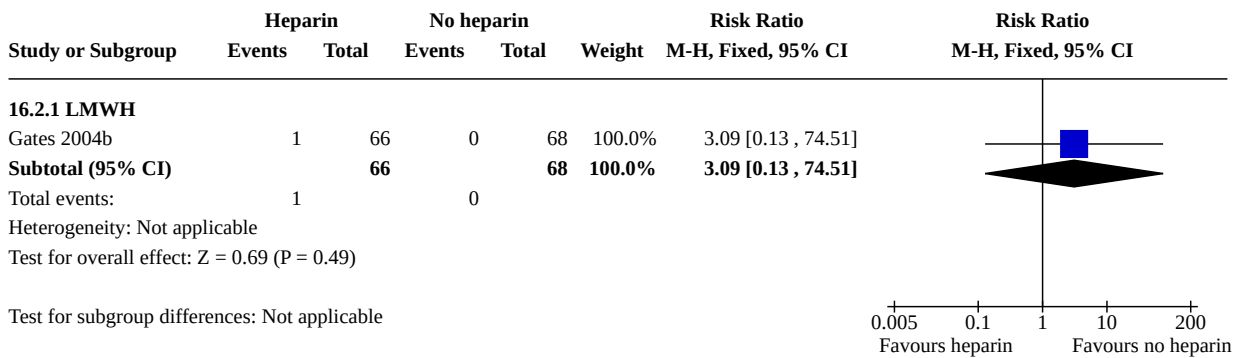 Heparin No heparin Risk Ratio Risk Ratio
Study or Subgroup Events Total Events Total Weight M-H, Fixed, 95% CI M-H, Fixed, 95% CI
16.2.1 LMWH
Gates 2004b 1 66 0 68 100.0% 3.09 [0.13 , 74.51]
Subtotal (95% CI) 66 68 100.0% 3.09 [0.13 , 74.51]
Total events: 1 0
Heterogeneity: Not applicable
Test for overall effect: Z = 0.69 (P = 0.49)
Test for subgroup differences: Not applicable
0.005 0.1 1 10 200
Favours heparin Favours no heparin